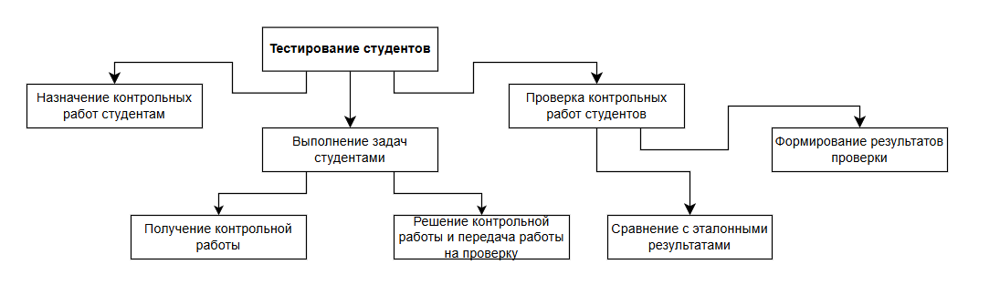 Тестирование студентов
Назначение контрольных
работ студентам
Проверка контрольных
работ студентов
Выполнение задач
студентами
Формирование результатов
проверки
Получение контрольной
работы
Решение контрольной
работы и передача работы
на проверку
Сравнение с эталонными
результатами